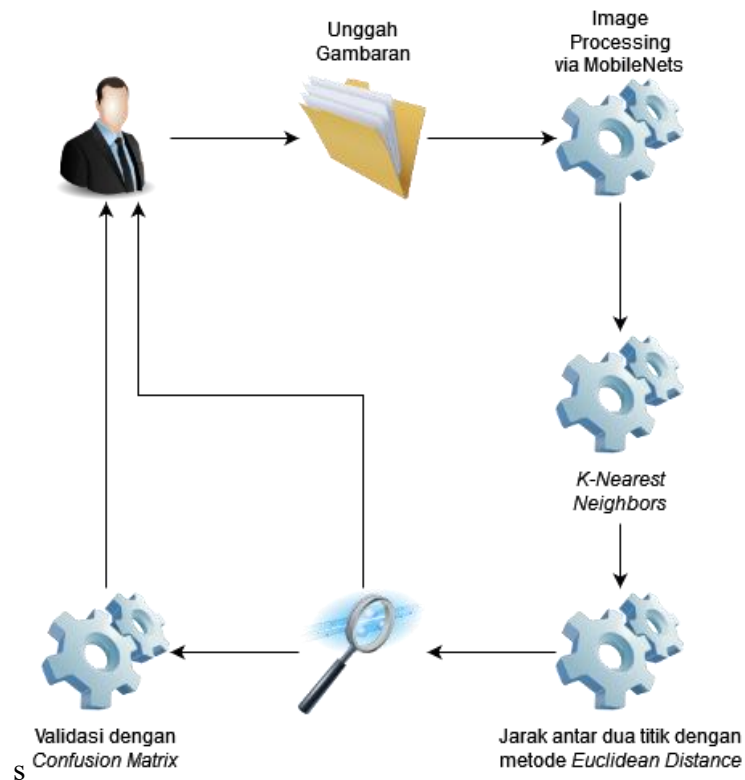 Unggah
Gambaran
Image
Processing
via MobileNets
K-Nearest
Neighbors
Jarak antar dua titik dengan
metode Euclidean Distance
Validasi dengan
Confusion Matrix
s